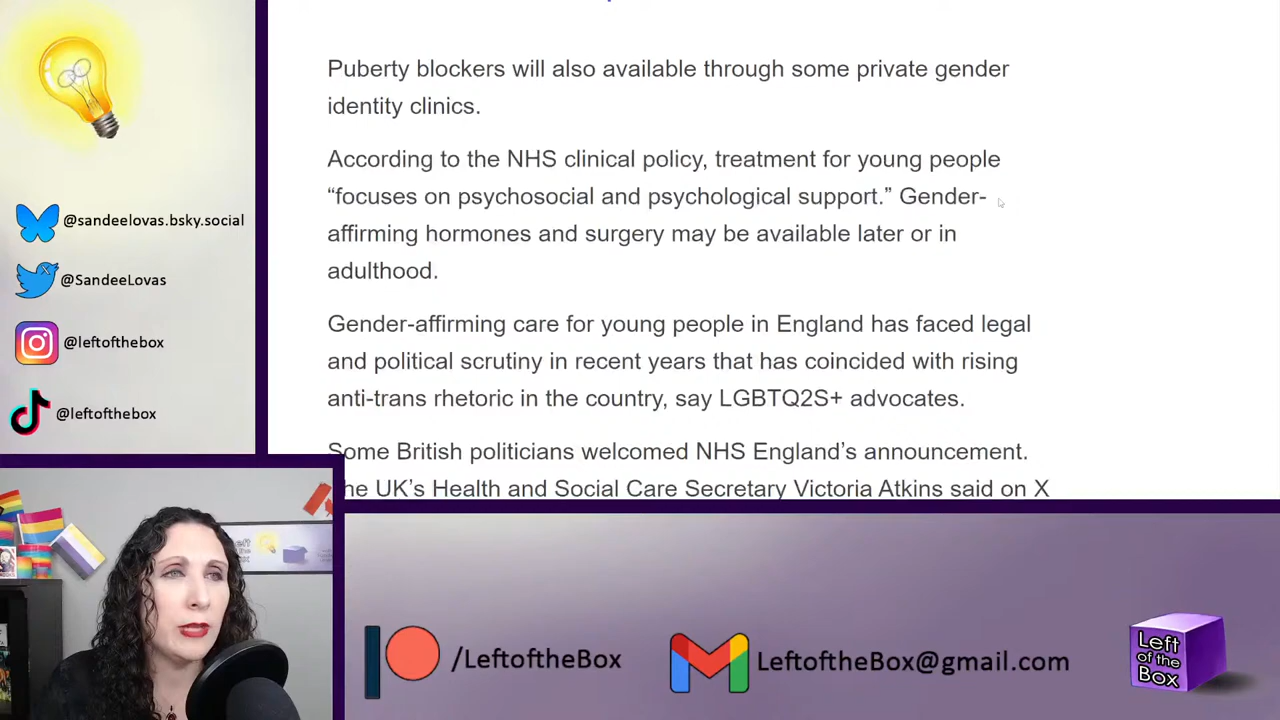 Puberty blockers will also available through some private gender
identity clinics.
According to the NHS clinical policy, treatment for young people
“focuses on psychosocial and psychological support.” Gender-
affirming hormones and surgery may be available later or in
adulthood.
Gender-affirming care for young people in England has faced legal
and political scrutiny in recent years that has coincided with rising
anti-trans rhetoric in the country, say LGBTQ2S+ advocates.
Some British politicians welcomed NHS England’s announcement.
he UK’s Health and Social Care Secretary Victoria Atkins said on X
@sandeelovas.bsky.social
@SandeeLovas
@leftofthebox
@leftofthebox
/LeftoftheBox
LeftoftheBox@gmail.com
Left
of the
Box